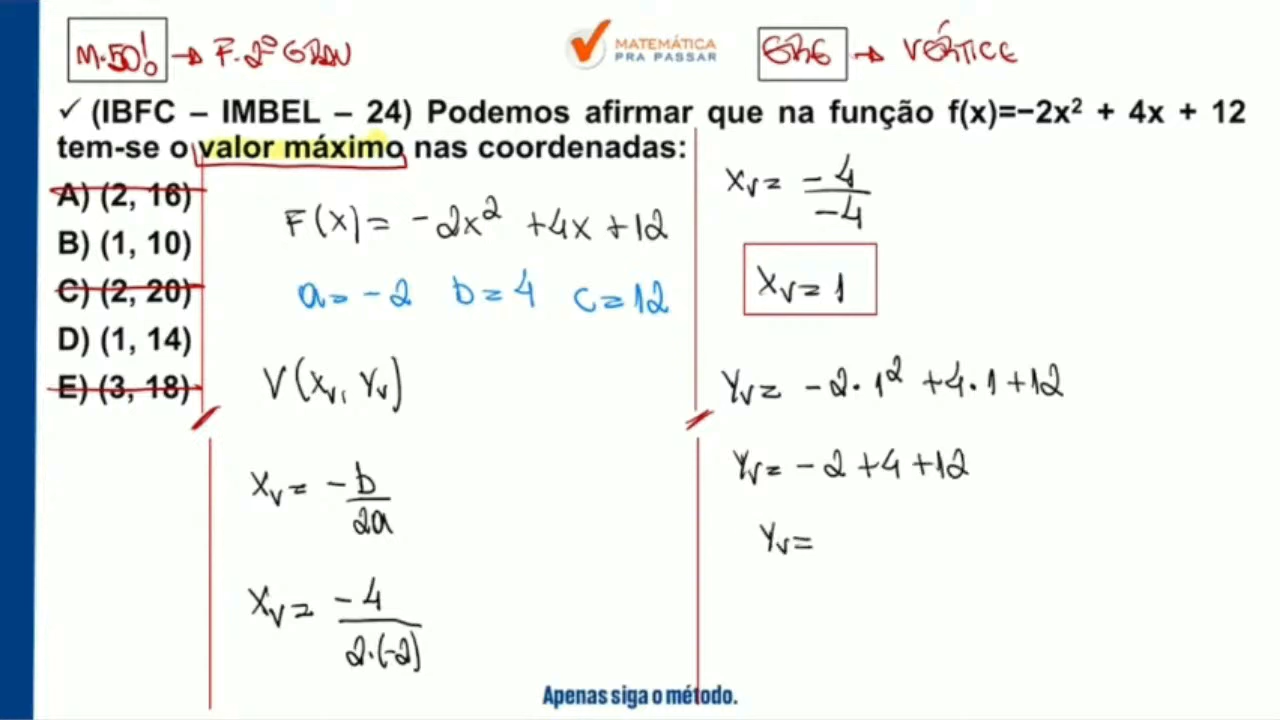 M.50! → F. 2º GRAU
MATEMÁTICA
PRA PASSAR
→ VÉRTICE
✓ (IBFC – IMBEL – 24) Podemos afirmar que na função f(x)=−2x² + 4x + 12
tem-se o valor máximo nas coordenadas:
A) (2, 16)
B) (1, 10)
C) (2, 20)
D) (1, 14)
E) (3, 18)
F(x) = -2x² +4x +12
a = -2 b = 4 c = 12
V(Xv, Yv)
Xv = -b/2a
Xv = -4/2·(-2)
Xv = -4/-4
Xv = 1
Yv = -2·1² +4·1 +12
Yv = -2 +4 +12
Yv =
Apenas siga o método.